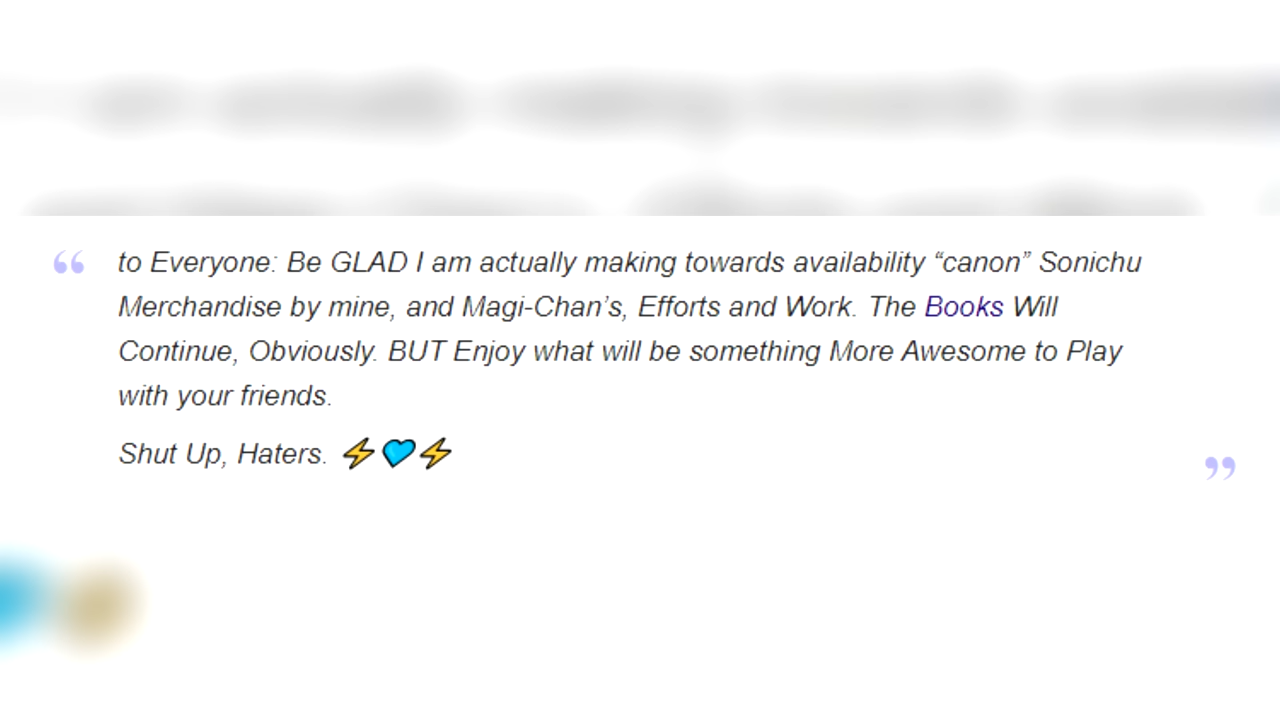 “ to Everyone: Be GLAD I am actually making towards availability “canon” Sonichu
Merchandise by mine, and Magi-Chan’s, Efforts and Work. The Books Will
Continue, Obviously. BUT Enjoy what will be something More Awesome to Play
with your friends.
Shut Up, Haters. ⚡💙⚡ ”